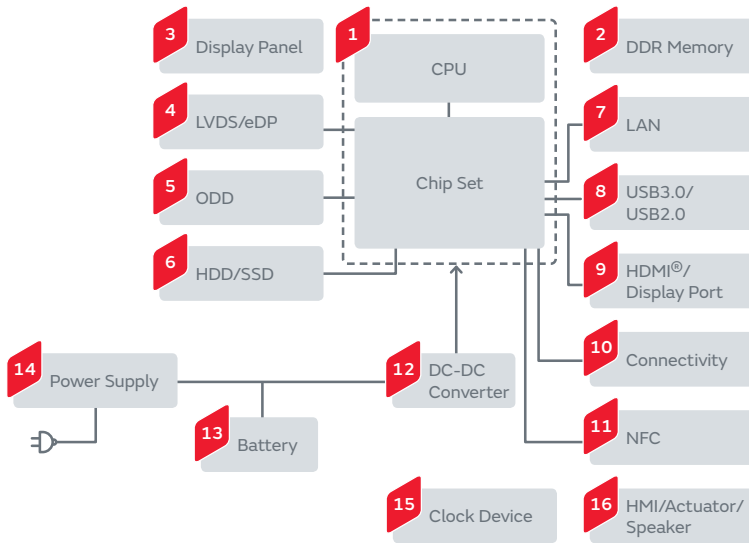 3
Display Panel
1
CPU
2
DDR Memory
4
LVDS/eDP
7
LAN
5
ODD
Chip Set
8
USB3.0/
USB2.0
6
HDD/SSD
9
HDMI®/
Display Port
14
Power Supply
12
DC-DC
Converter
10
Connectivity
13
Battery
11
NFC
15
Clock Device
16
HMI/Actuator/
Speaker